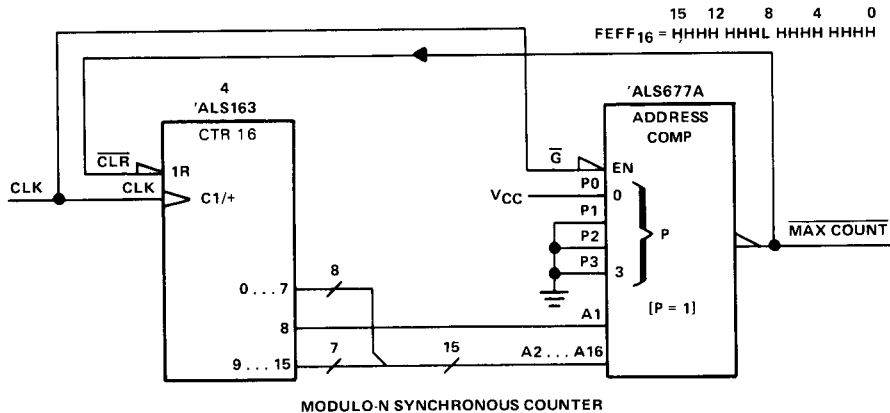 15 12 8 4 0
FEFF16 = HHHH HHHL HHHH HHHH
4
'ALS163
CTR 16
'ALS677A
ADDRESS
COMP
CLR
1R
G
EN
CLK
CLK
C1/+
VCC
P0
0
P1
P2
P
P3
3
MAX COUNT
[P = 1]
0 . . . 7
8
8
A1
9 . . . 15
7
15
A2 . . . A16
MODULO-N SYNCHRONOUS COUNTER